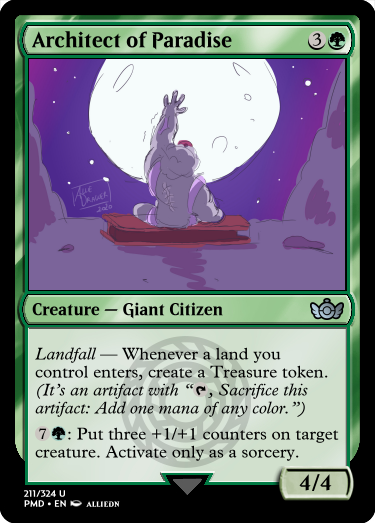 Architect of Paradise 3
2020
Creature — Giant Citizen
Landfall — Whenever a land you
control enters, create a Treasure token.
(It's an artifact with “, Sacrifice this
artifact: Add one mana of any color.”)
7: Put three +1/+1 counters on target
creature. Activate only as a sorcery.
4/4
211/324 U
PMD • EN ALLIEDN